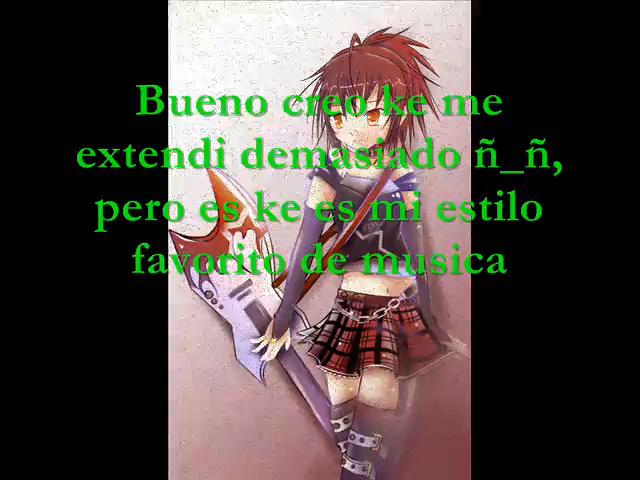 Bueno creo ke me
extendi demasiado ñ_ñ,
pero es ke es mi estilo
favorito de musica